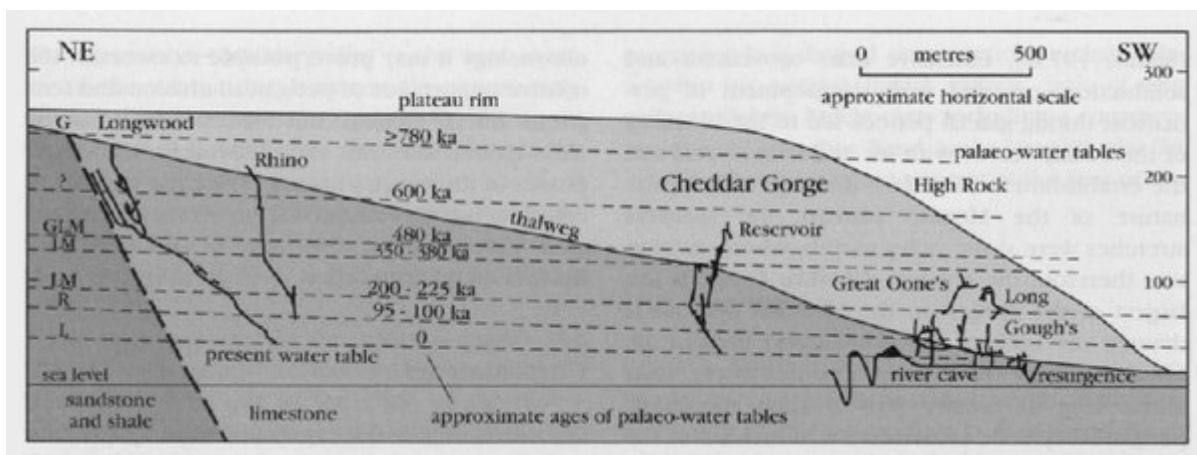 NE
0 metres 500
SW
300
approximate horizontal scale
plateau rim
G Longwood
>780 ka
palaeo-water tables
Rhino
High Rock
200
Cheddar Gorge
600 ka
thalweg
GLM
480 ka
Reservoir
350 - 380 ka
Great Oone's
100
200 - 225 ka
Long
R
95 - 100 ka
Gough's
L
0
present water table
sea level
river cave
resurgence
sandstone
and shale
limestone
approximate ages of palaeo-water tables